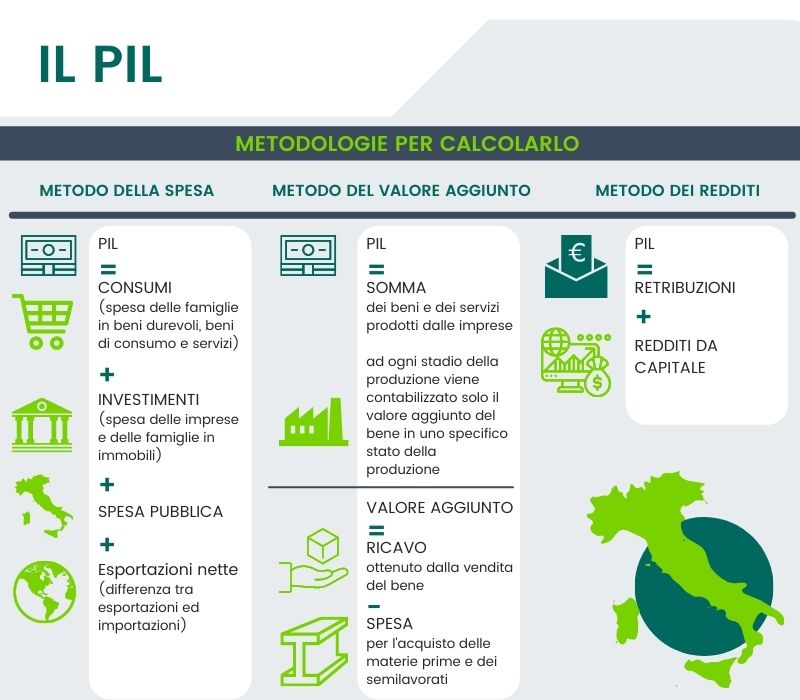 IL PIL
METODOLOGIE PER CALCOLARLO
METODO DELLA SPESA
PIL
=
CONSUMI
(spesa delle famiglie
in beni durevoli, beni
di consumo e servizi)
+
INVESTIMENTI
(spesa delle imprese
e delle famiglie in
immobili)
+
SPESA PUBBLICA
+
Esportazioni nette
(differenza tra
esportazioni ed
importazioni)
METODO DEL VALORE AGGIUNTO
PIL
=
SOMMA
dei beni e dei servizi
prodotti dalle imprese
ad ogni stadio della
produzione viene
contabilizzato solo il
valore aggiunto del
bene in uno specifico
stato della
produzione
VALORE AGGIUNTO
=
RICAVO
ottenuto dalla vendita
del bene
-
SPESA
per l'acquisto delle
materie prime e dei
semilavorati
METODO DEI REDDITI
€
PIL
=
RETRIBUZIONI
+
$
REDDITI DA
CAPITALE